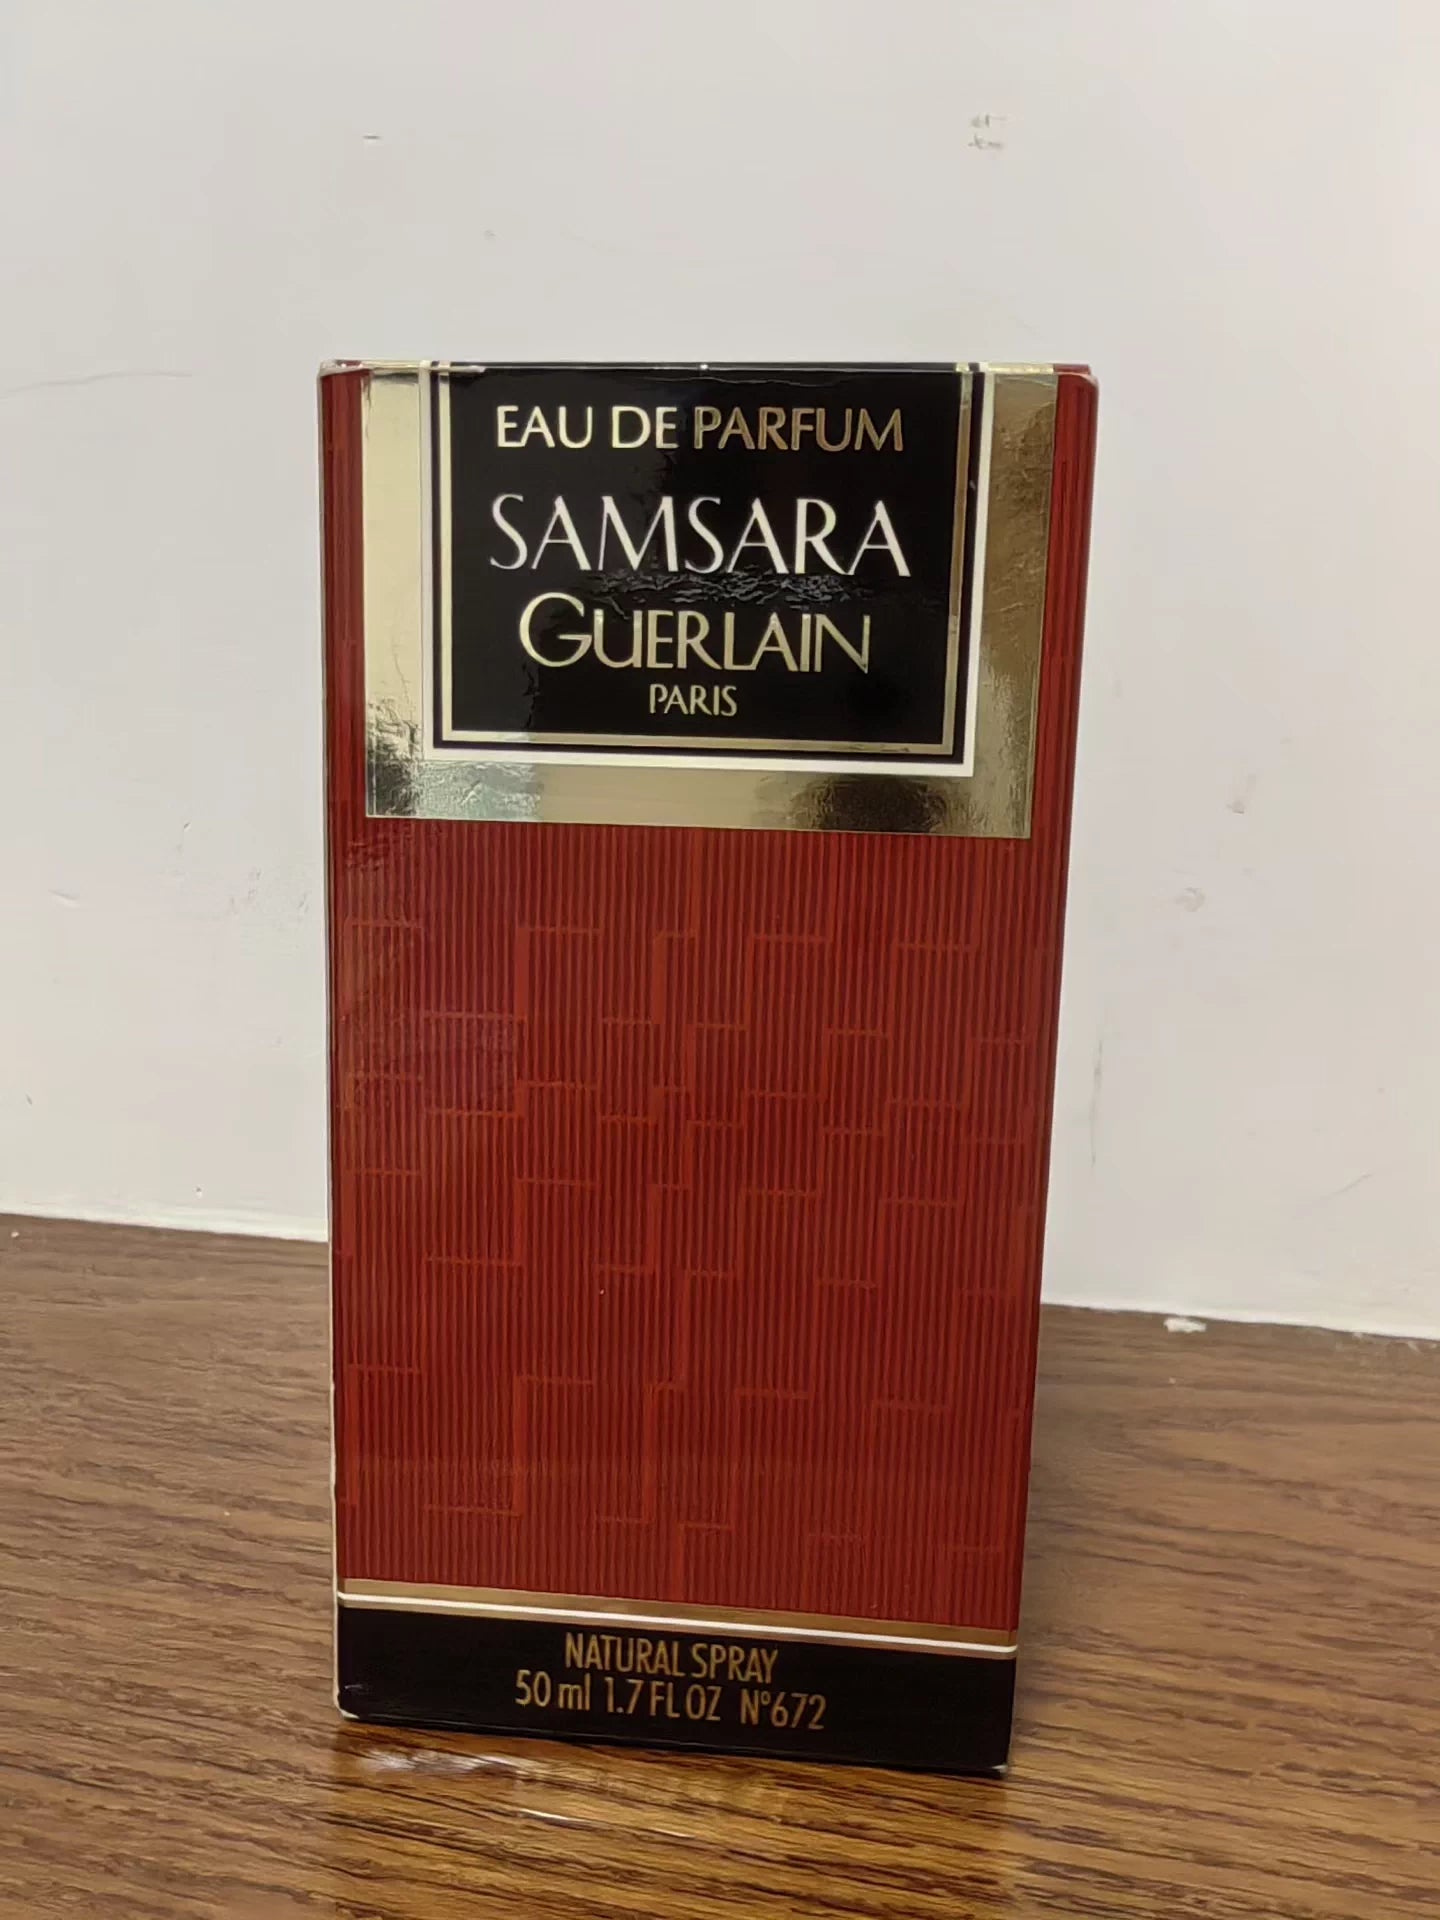 EAU DE PARFUM
SAMSARA
GUERLAIN
PARIS
NATURAL SPRAY
50 ml 1.7 FL OZ N°672